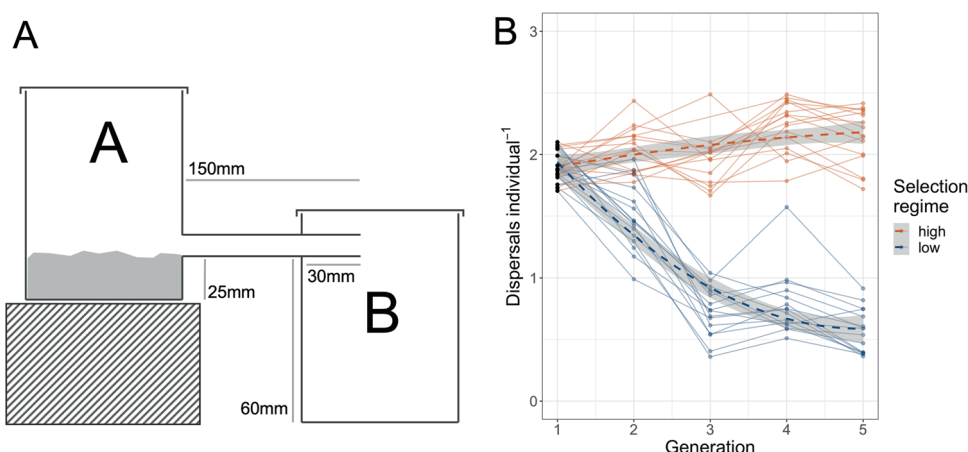 A
A
150mm
25mm
30mm
B
60mm
B
Dispersals individual⁻¹
3
2
1
0
1 2 3 4 5
Generation
Selection
regime
high
low